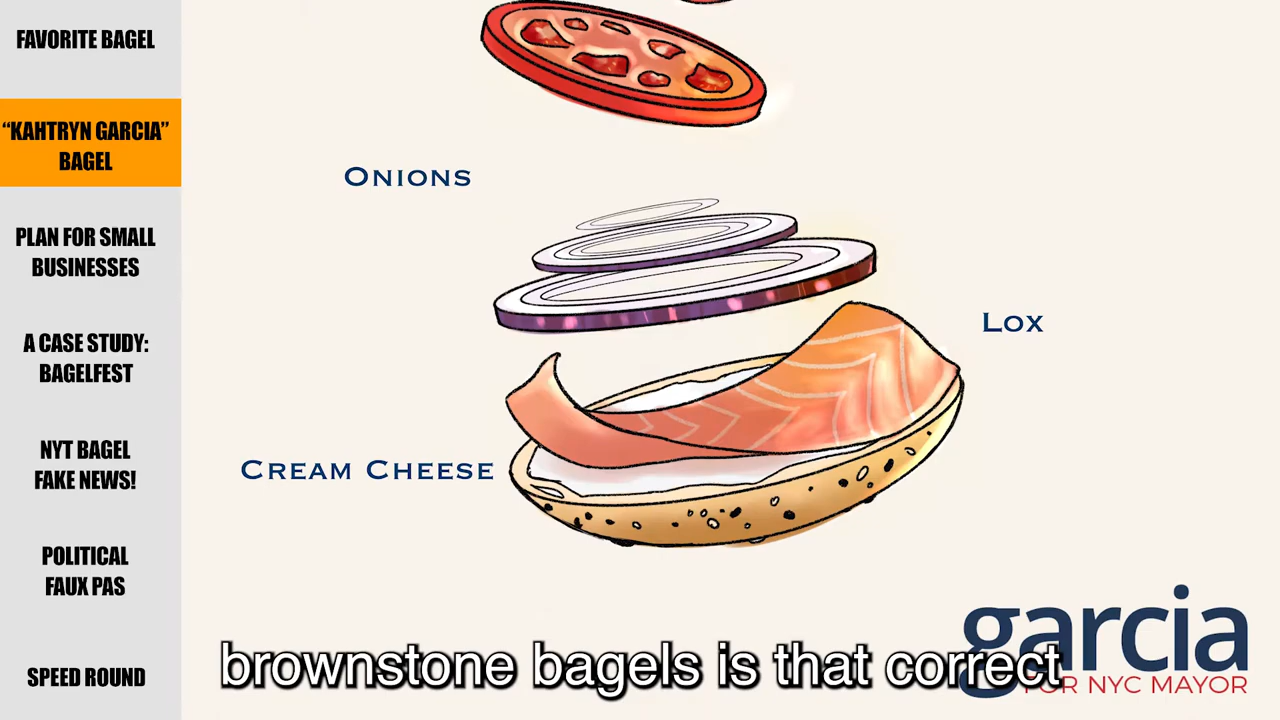 FAVORITE BAGEL
“KAHTRYN GARCIA”
BAGEL
PLAN FOR SMALL
BUSINESSES
A CASE STUDY:
BAGELFEST
NYT BAGEL
FAKE NEWS!
POLITICAL
FAUX PAS
SPEED ROUND
Onions
Lox
Cream Cheese
garcia
FOR NYC MAYOR
brownstone bagels is that correct